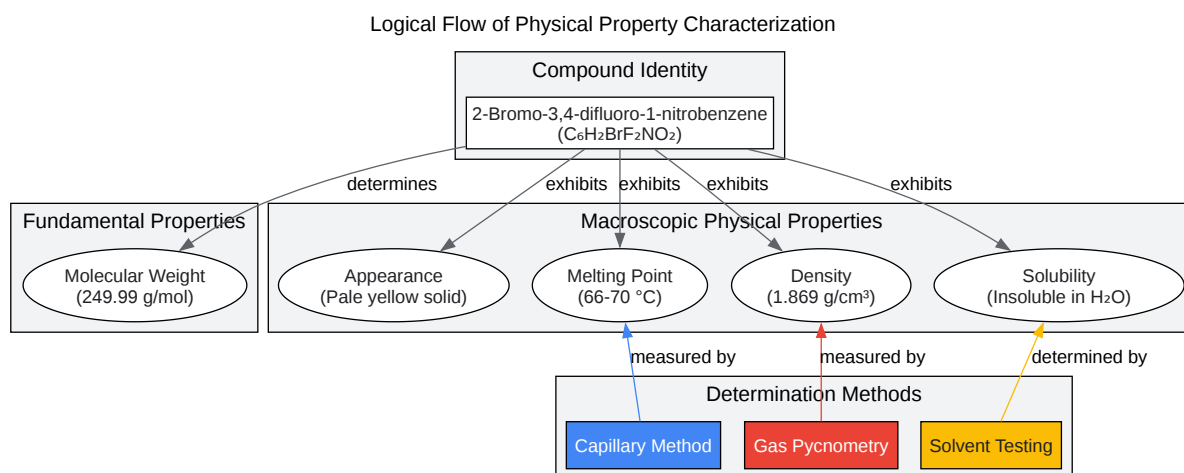 Logical Flow of Physical Property Characterization
Compound Identity
2-Bromo-3,4-difluoro-1-nitrobenzene
(C₆H₂BrF₂NO₂)
determines
exhibits
exhibits
exhibits
exhibits
Fundamental Properties
Macroscopic Physical Properties
Molecular Weight
(249.99 g/mol)
Appearance
(Pale yellow solid)
Melting Point
(66-70 °C)
Density
(1.869 g/cm³)
Solubility
(Insoluble in H₂O)
measured by
measured by
determined by
Determination Methods
Capillary Method
Gas Pycnometry
Solvent Testing